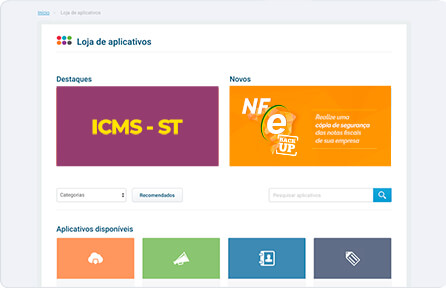 Início > Loja de aplicativos
Loja de aplicativos
Destaques
Novos
ICMS - ST
NF
e
BACK
UP
Realize uma
cópia de segurança
das notas fiscais
de sua empresa
Categorias
Recomendados
Pesquisar aplicativos
Aplicativos disponíveis